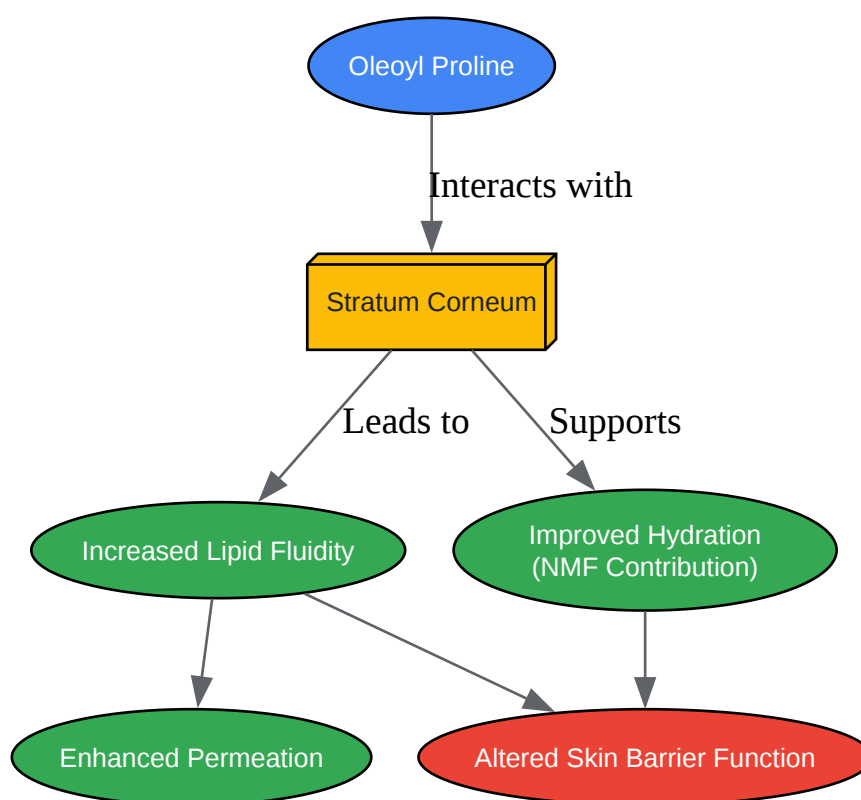 Oleoyl Proline
Interacts with
Stratum Corneum
Leads to
Supports
Increased Lipid Fluidity
Improved Hydration
(NMF Contribution)
Enhanced Permeation
Altered Skin Barrier Function